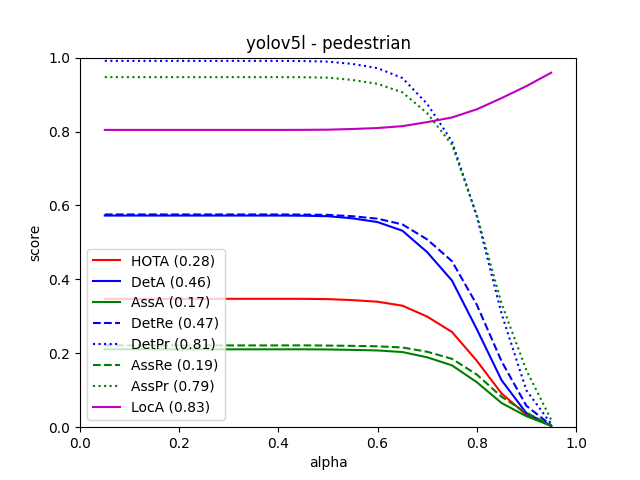 yolov5l - pedestrian
1.0
0.8
0.6
0.4
0.2
0.0
score
HOTA (0.28)
DetA (0.46)
AssA (0.17)
DetRe (0.47)
DetPr (0.81)
AssRe (0.19)
AssPr (0.79)
LocA (0.83)
0.0 0.2 0.4 0.6 0.8 1.0
alpha